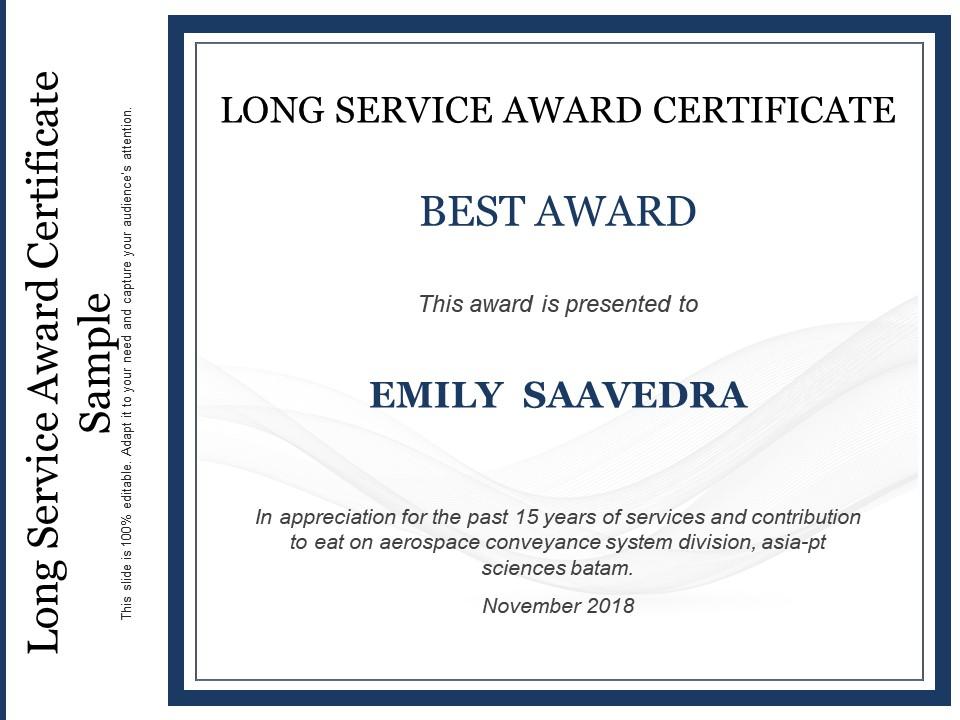 Long Service Award Certificate
Sample
This slide is 100% editable. Adapt it to your need and capture your audience's attention.
LONG SERVICE AWARD CERTIFICATE
BEST AWARD
This award is presented to
EMILY SAAVEDRA
In appreciation for the past 15 years of services and contribution
to eat on aerospace conveyance system division, asia-pt
sciences batam.
November 2018